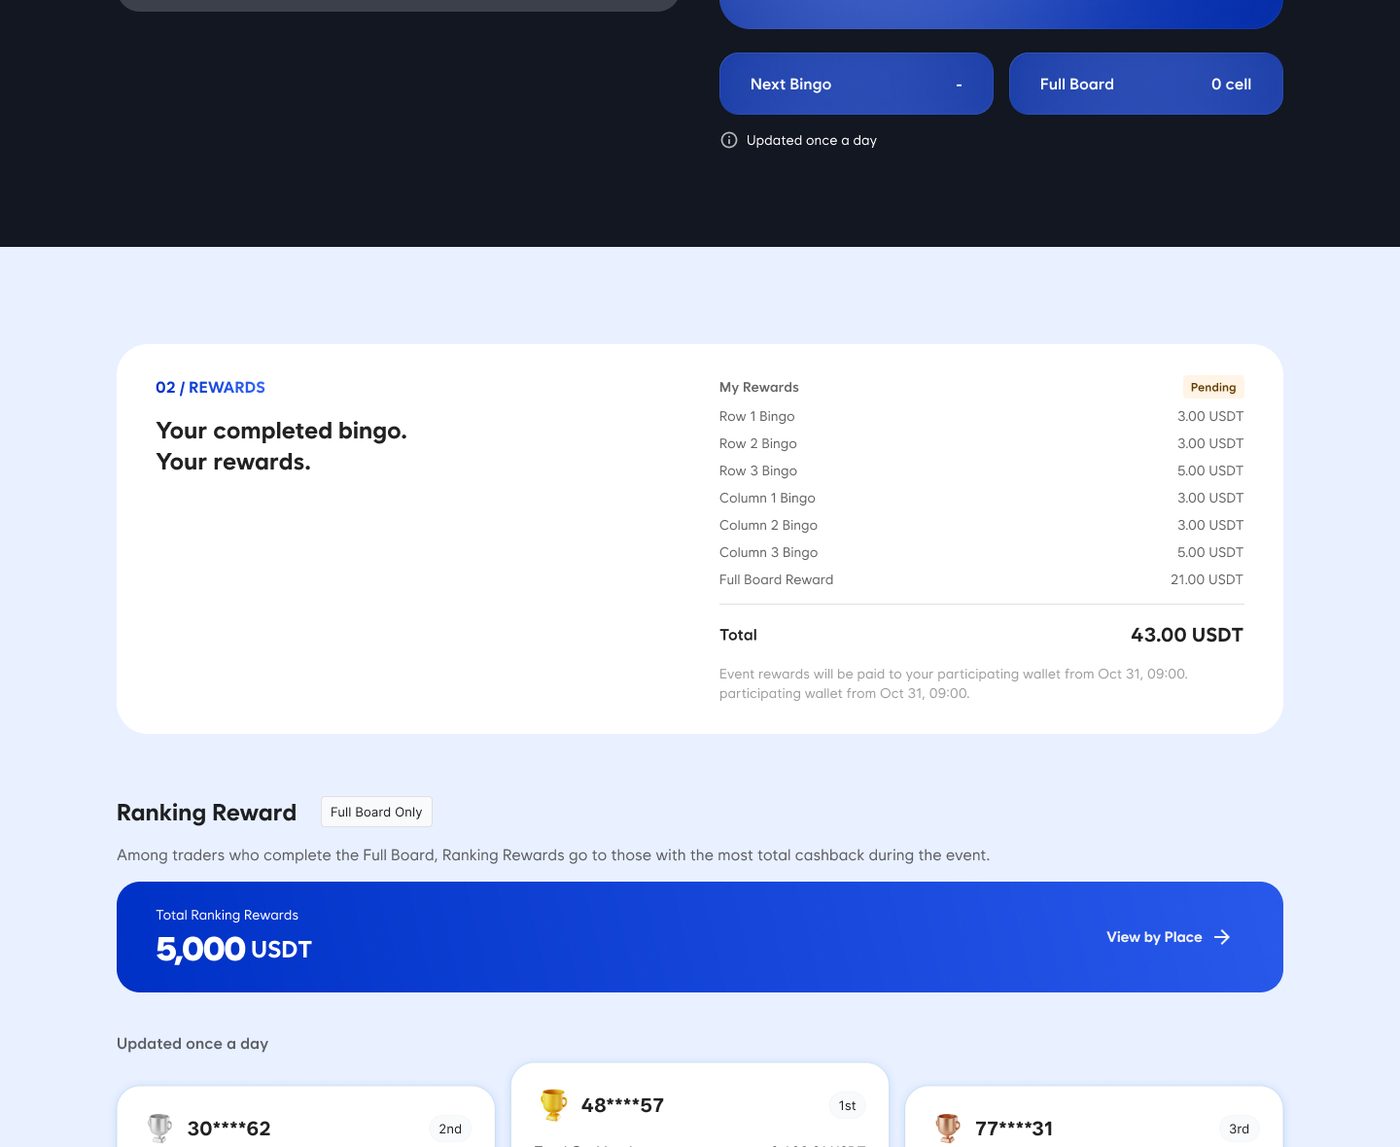 Next Bingo -
Full Board 0 cell
Updated once a day
02 / REWARDS
Your completed bingo.
Your rewards.
My Rewards Pending
Row 1 Bingo 3.00 USDT
Row 2 Bingo 3.00 USDT
Row 3 Bingo 5.00 USDT
Column 1 Bingo 3.00 USDT
Column 2 Bingo 3.00 USDT
Column 3 Bingo 5.00 USDT
Full Board Reward 21.00 USDT
Total 43.00 USDT
Event rewards will be paid to your participating wallet from Oct 31, 09:00.
participating wallet from Oct 31, 09:00.
Ranking Reward Full Board Only
Among traders who complete the Full Board, Ranking Rewards go to those with the most total cashback during the event.
Total Ranking Rewards
5,000 USDT
View by Place
Updated once a day
30****62 2nd
48****57 1st
77****31 3rd